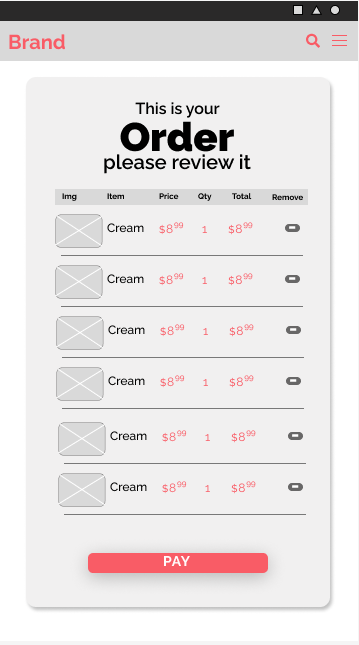 Brand
This is your
Order
please review it
Img Item Price Qty Total Remove
Cream $8.99 1 $8.99
Cream $8.99 1 $8.99
Cream $8.99 1 $8.99
Cream $8.99 1 $8.99
Cream $8.99 1 $8.99
Cream $8.99 1 $8.99
PAY